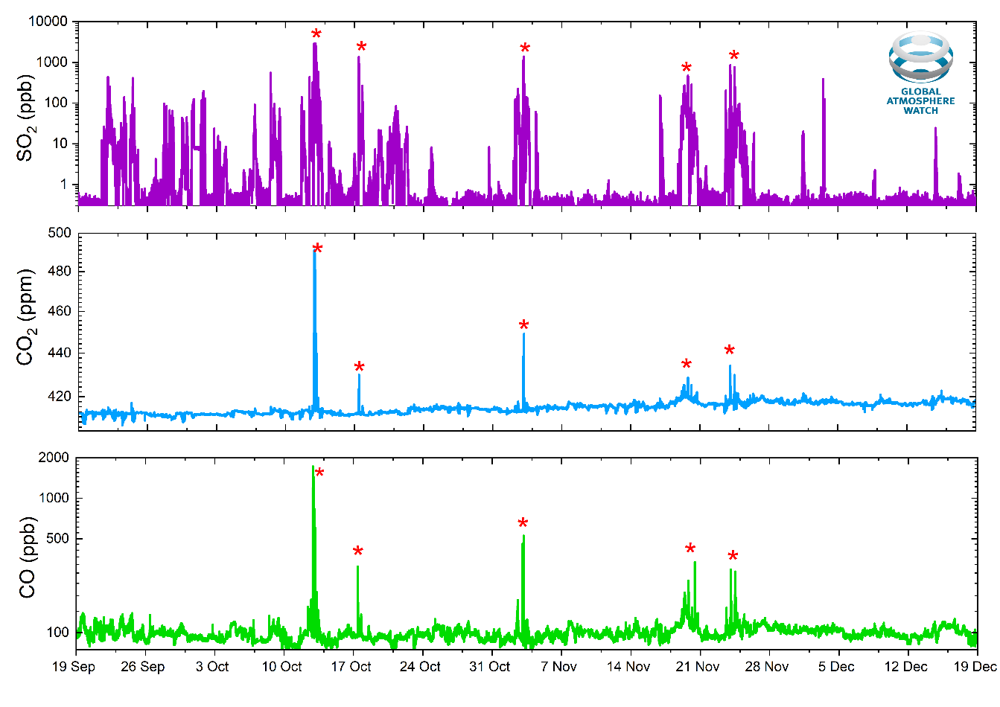 10000
1000
100
10
1
SO2 (ppb)
GLOBAL
ATMOSPHERE
WATCH
500
480
460
440
420
CO2 (ppm)
2000
1000
500
100
CO (ppb)
19 Sep 26 Sep 3 Oct 10 Oct 17 Oct 24 Oct 31 Oct 7 Nov 14 Nov 21 Nov 28 Nov 5 Dec 12 Dec 19 Dec